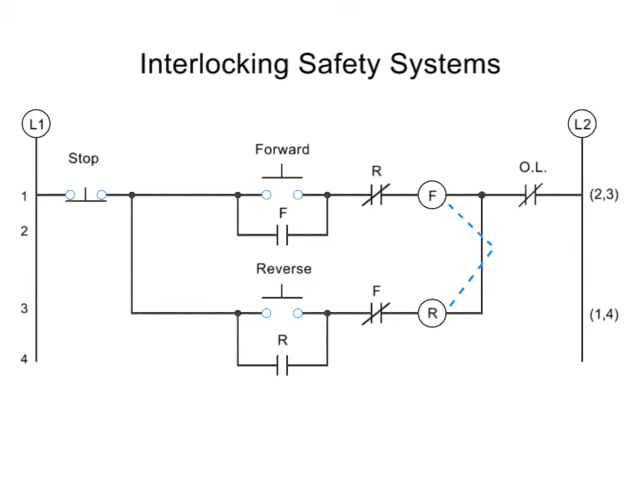 Interlocking Safety Systems
L1
L2
Stop
Forward
R
O.L.
1
F
(2,3)
F
2
Reverse
F
3
R
(1,4)
R
4